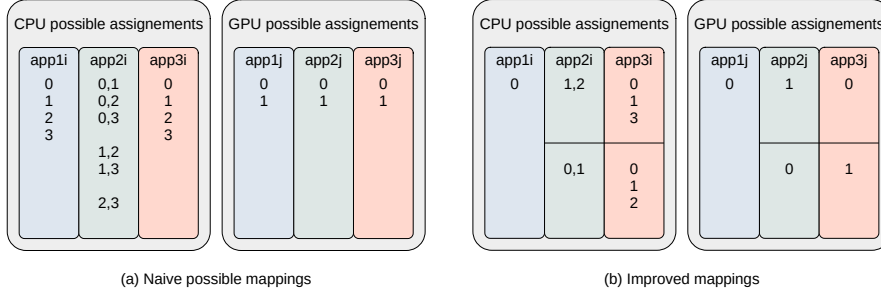 CPU possible assignements
app1i app2i app3i
0 0,1 0
1 0,2 1
2 0,3 2
3 3
1,2
1,3
2,3
GPU possible assignements
app1j app2j app3j
0 0 0
1 1 1
(a) Naive possible mappings
CPU possible assignments
app1i app2i app3i
0 1,2 0
1
3
0,1 0
1
2
GPU possible assignements
app1j app2j app3j
0 1 0
0 1
(b) Improved mappings